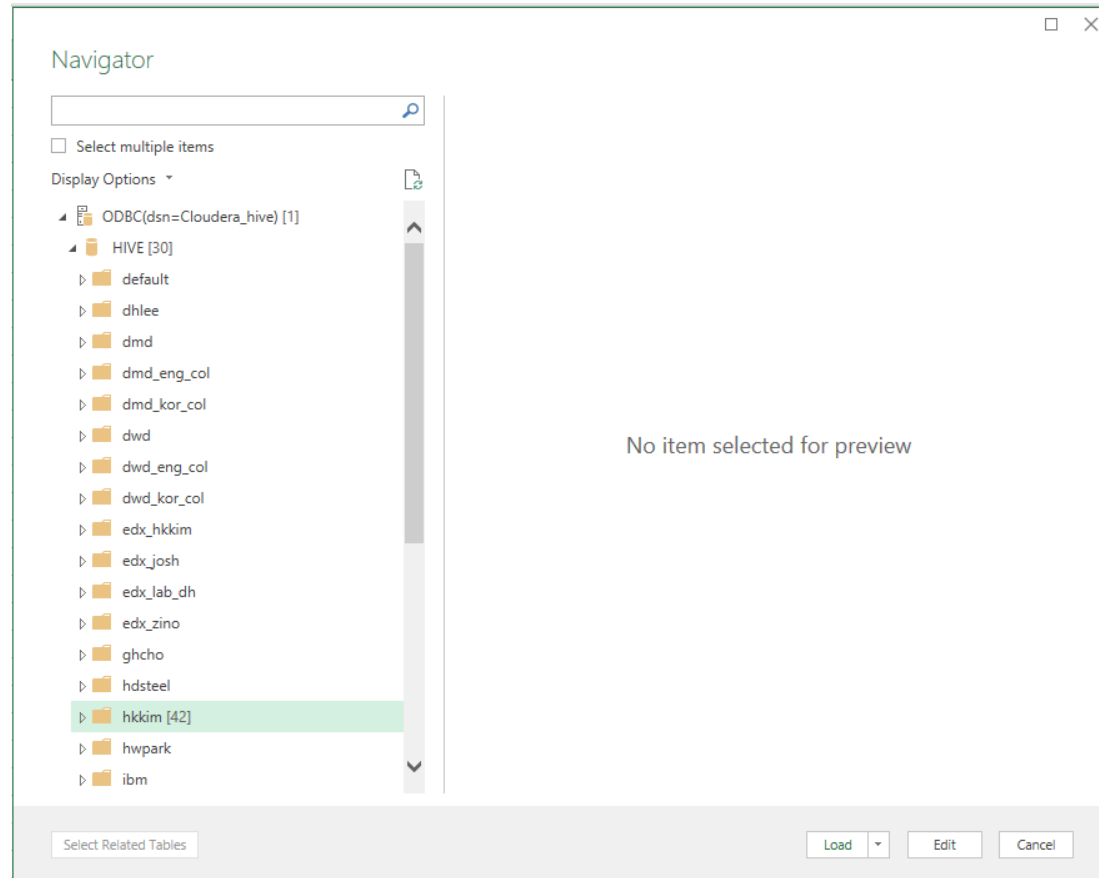 Navigator
Select multiple items
Display Options
ODBC(dsn=Cloudera_hive) [1]
HIVE [30]
default
dhlee
dmd
dmd_eng_col
dmd_kor_col
dwd
dwd_eng_col
dwd_kor_col
edx_hkkim
edx_josh
edx_lab_dh
edx_zino
ghcho
hdsteel
hkkim [42]
hwpark
ibm
No item selected for preview
Select Related Tables
Load
Edit
Cancel